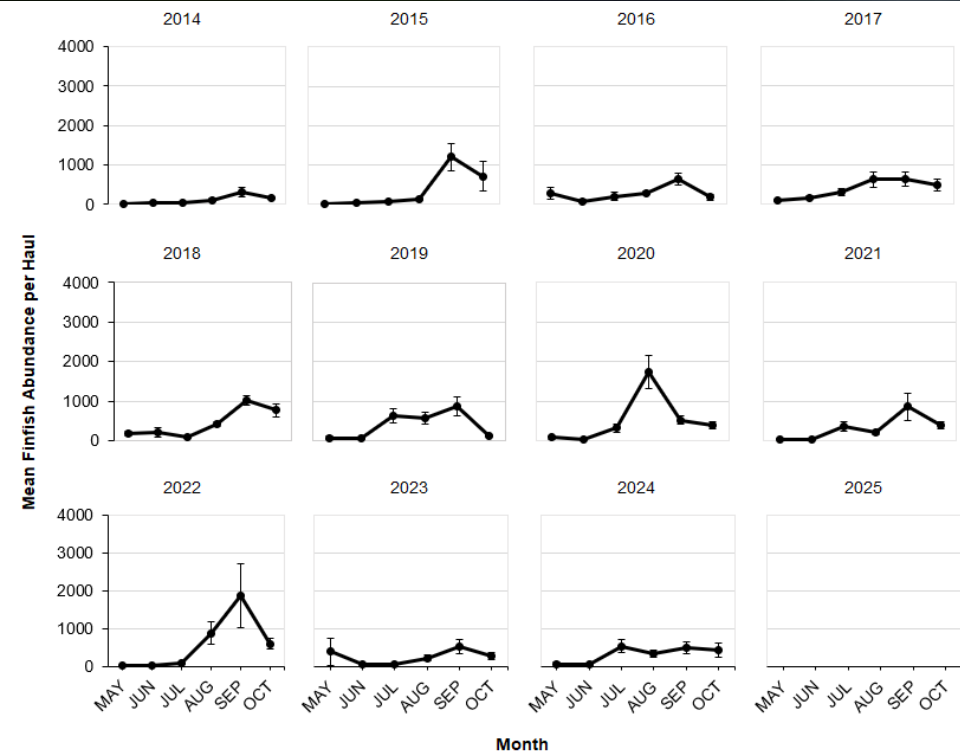 2014 2015 2016 2017
4000
3000
2000
1000
0
2018 2019 2020 2021
4000
3000
2000
1000
0
Mean Finfish Abundance per Haul
2022 2023 2024 2025
4000
3000
2000
1000
0
MAY JUN JUL AUG SEP OCT MAY JUN JUL AUG SEP OCT MAY JUN JUL AUG SEP OCT MAY JUN JUL AUG SEP OCT
Month